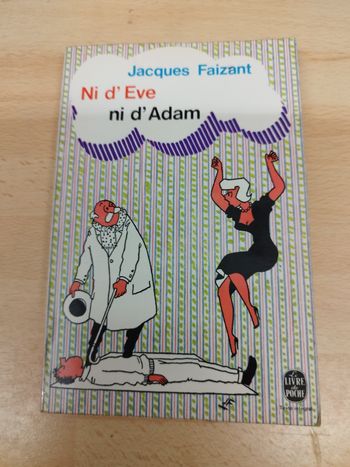 Jacques Faizant
Ni d'Eve
ni d'Adam
Le
LIVRE
de
POCHE